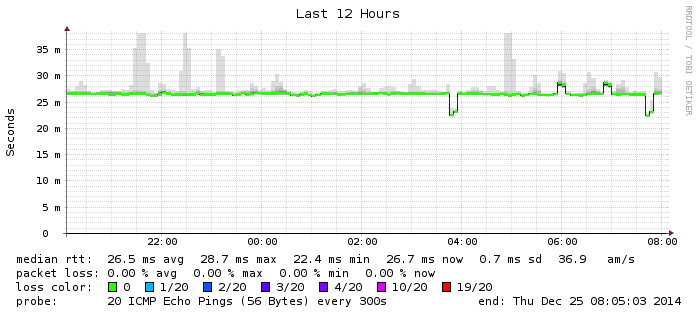 Last 12 Hours
RRDTOOL / TOBI OETIKER
Seconds
35 m
30 m
25 m
20 m
15 m
10 m
5 m
0
22:00 00:00 02:00 04:00 06:00 08:00
median rtt: 26.5 ms avg 28.7 ms max 22.4 ms min 26.7 ms now 0.7 ms sd 36.9 am/s
packet loss: 0.00 % avg 0.00 % max 0.00 % min 0.00 % now
loss color: 0 1/20 2/20 3/20 4/20 10/20 19/20
probe: 20 ICMP Echo Pings (56 Bytes) every 300s end: Thu Dec 25 08:05:03 2014